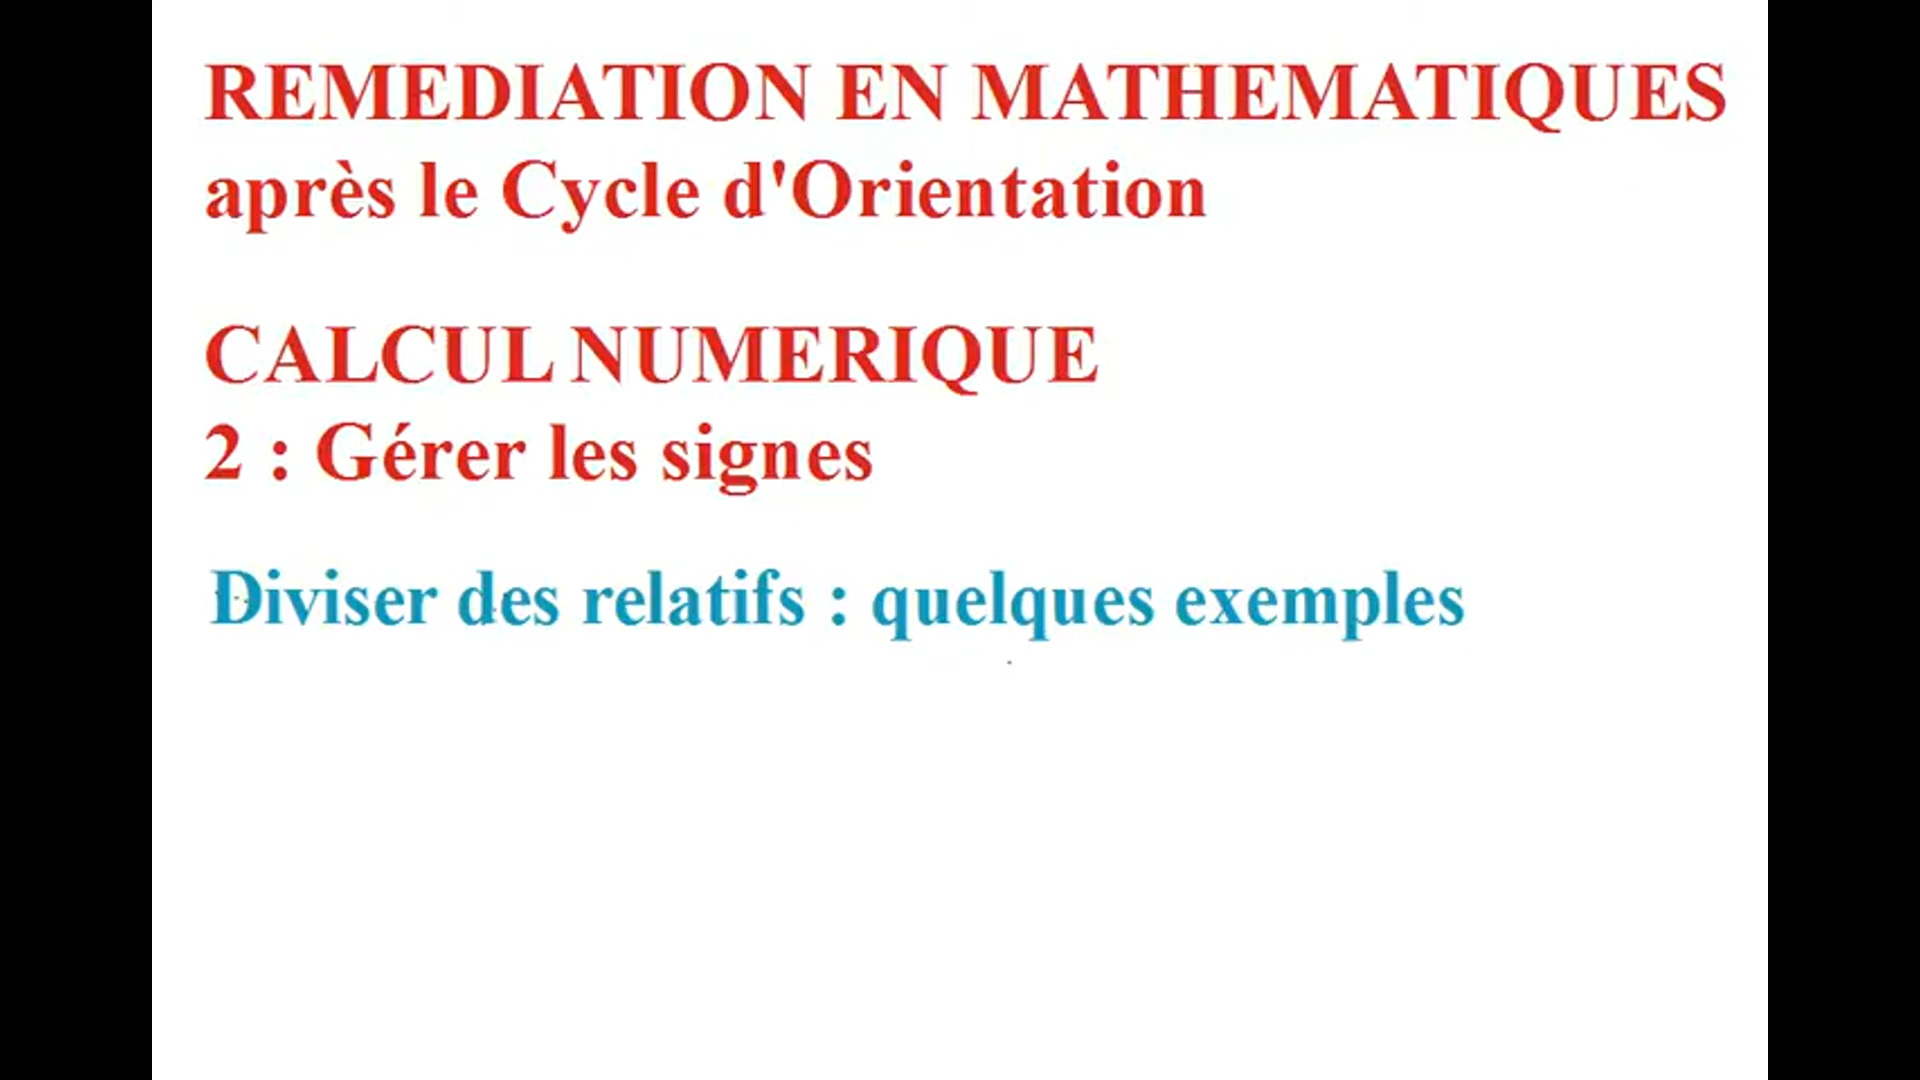 REMEDIATION EN MATHEMATIQUES
après le Cycle d'Orientation
CALCUL NUMERIQUE
2 : Gérer les signes
Diviser des relatifs : quelques exemples